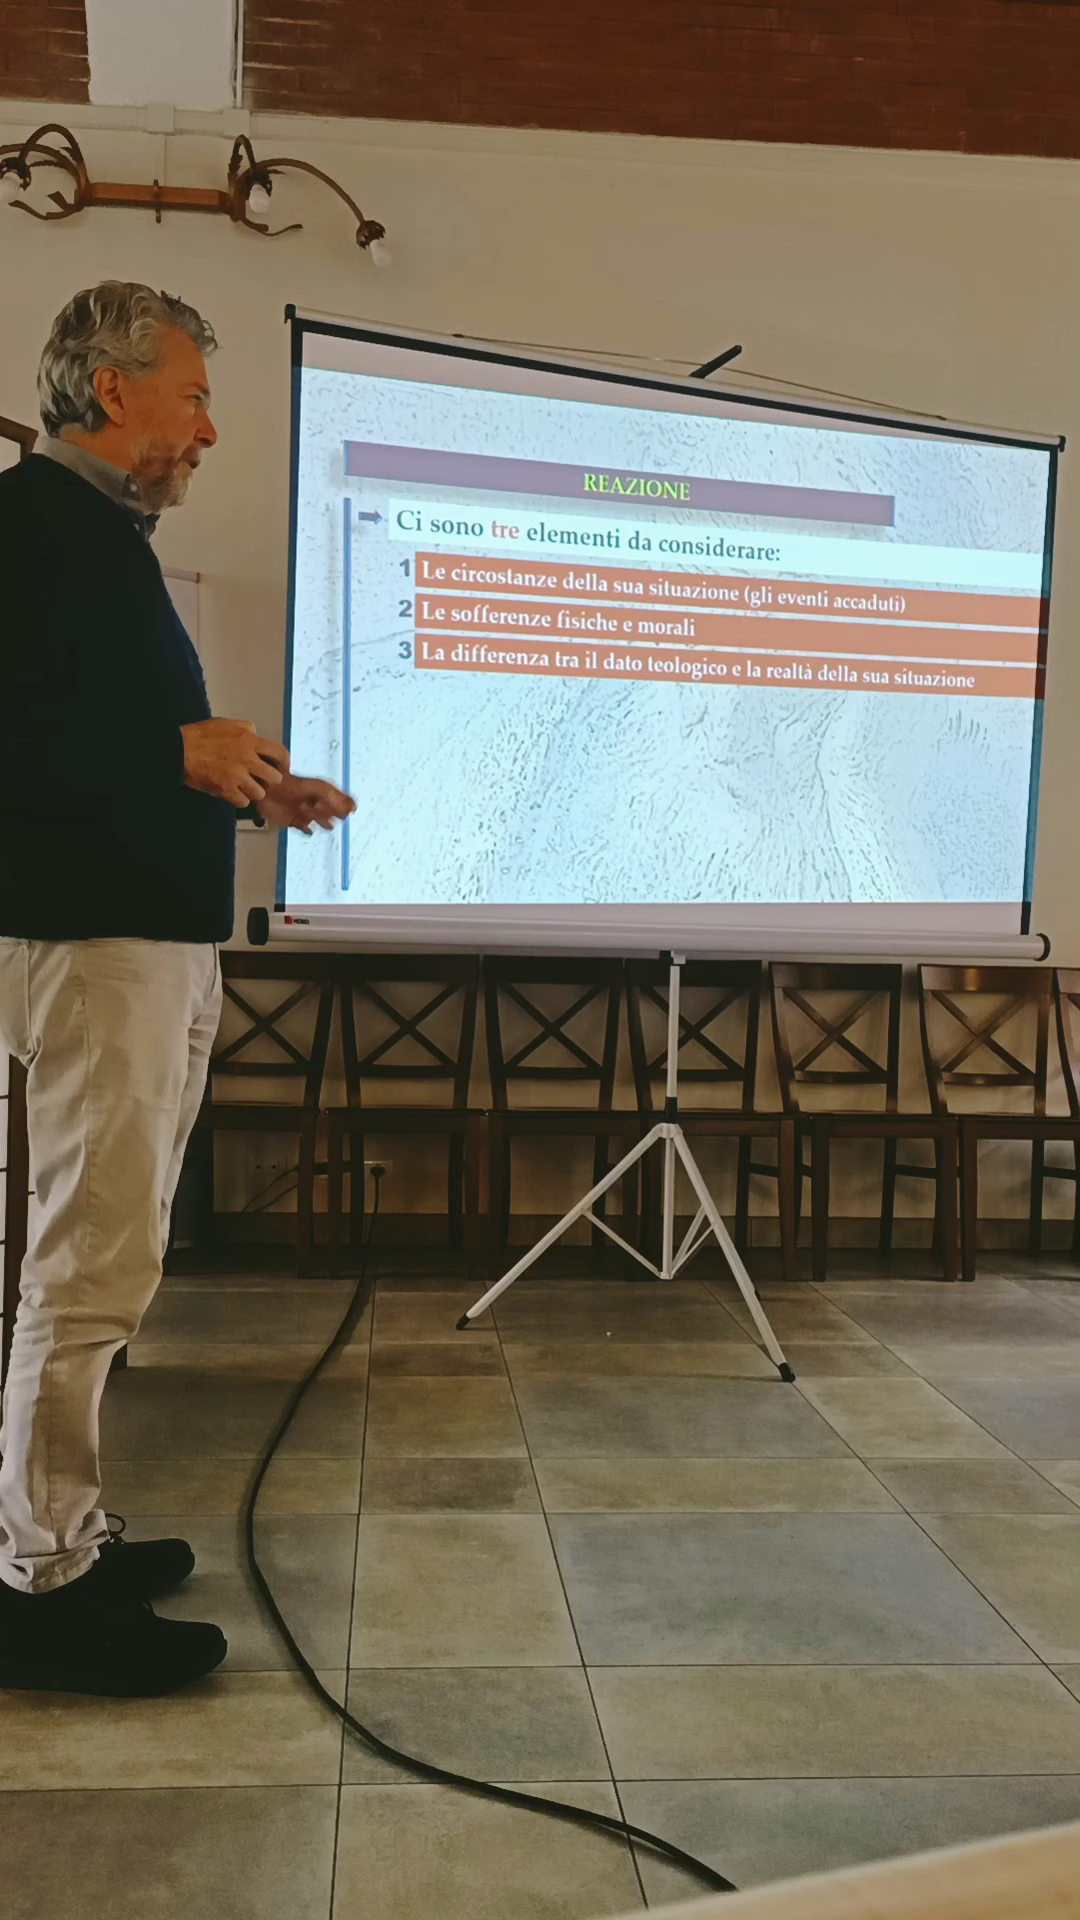 REAZIONE
Ci sono tre elementi da considerare:
1 Le circostanze della sua situazione (gli eventi accaduti)
2 Le sofferenze fisiche e morali
3 La differenza tra il dato teologico e la realtà della sua situazione